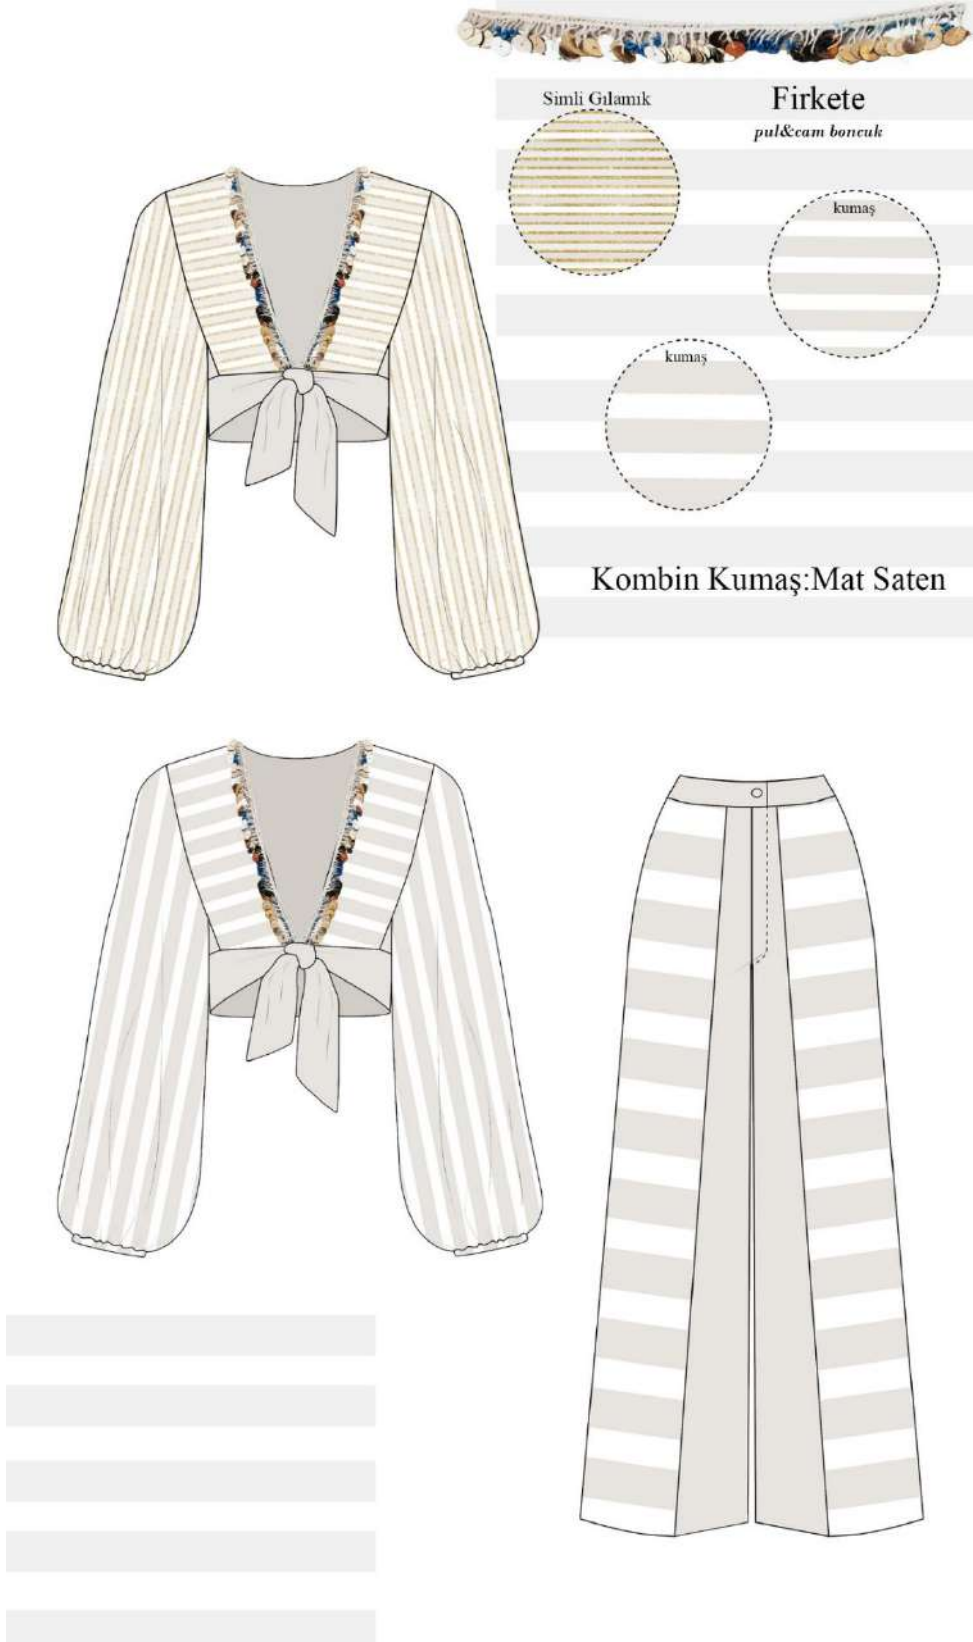 Simli Gılamık
Firkete
pul&cam boncuk
kumaş
kumaş
Kombin Kumaş:Mat Saten